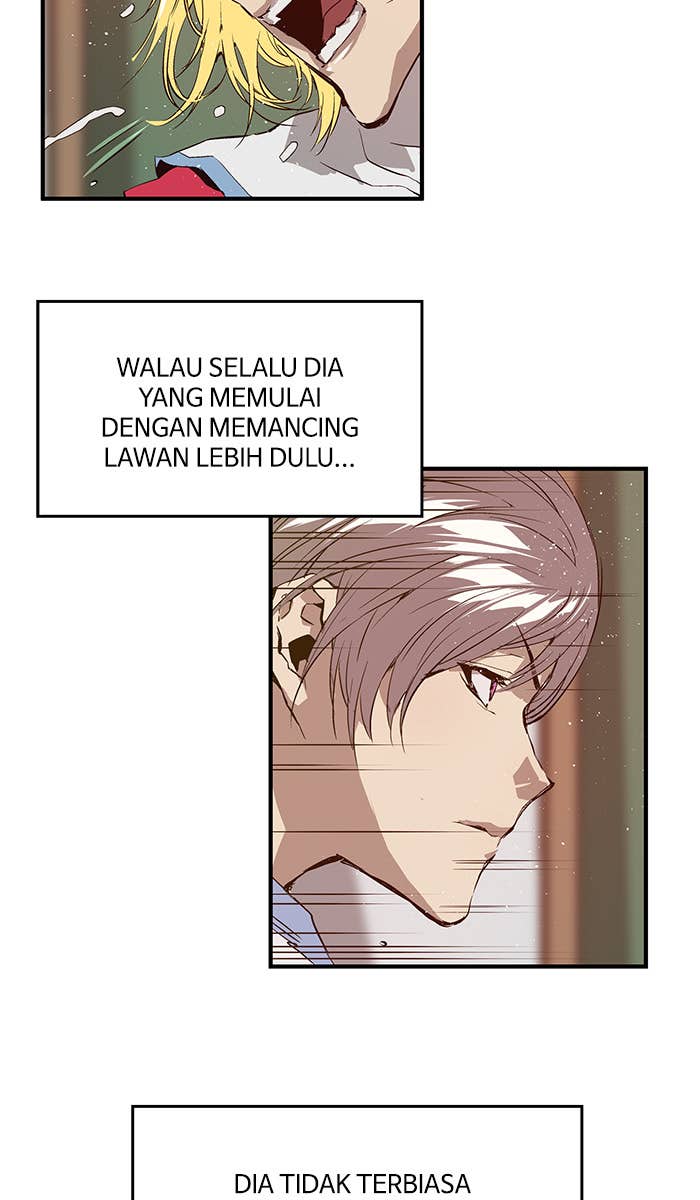 WALAU SELALU DIA
YANG MEMULAI
DENGAN MEMANCING
LAWAN LEBIH DULU...
DIA TIDAK TERBIASA